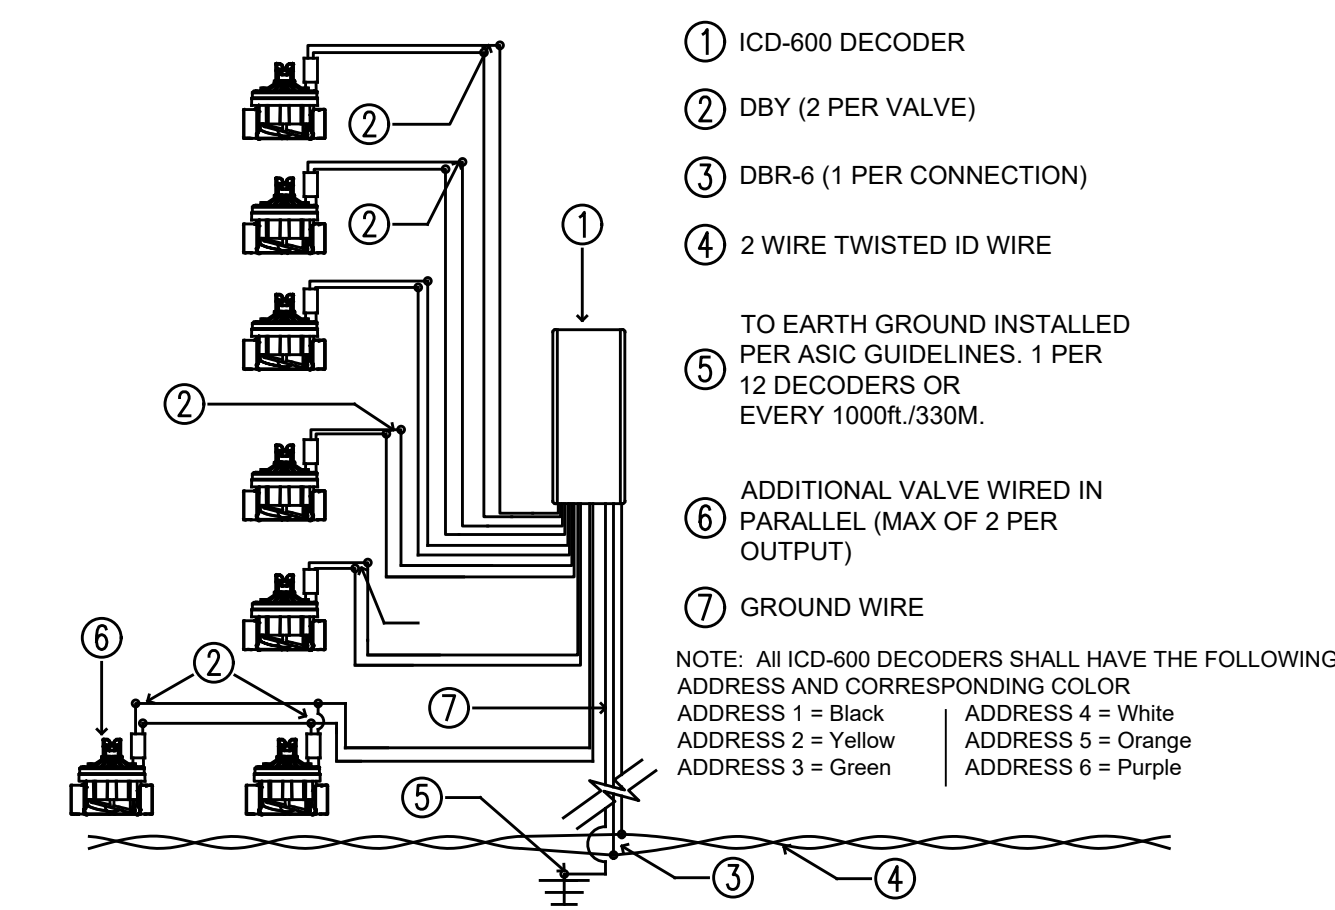 1 ICD-600 DECODER
2 DBY (2 PER VALVE)
3 DBR-6 (1 PER CONNECTION)
4 2 WIRE TWISTED ID WIRE
TO EARTH GROUND INSTALLED
5 PER ASIC GUIDELINES. 1 PER
12 DECODERS OR
EVERY 1000ft./330M.
ADDITIONAL VALVE WIRED IN
6 PARALLEL (MAX OF 2 PER
OUTPUT)
7 GROUND WIRE
NOTE: All ICD-600 DECODERS SHALL HAVE THE FOLLOWING
ADDRESS AND CORRESPONDING COLOR
ADDRESS 1 = Black
ADDRESS 2 = Yellow
ADDRESS 3 = Green
ADDRESS 4 = White
ADDRESS 5 = Orange
ADDRESS 6 = Purple
2
2
1
2
6
2
7
5
3
4